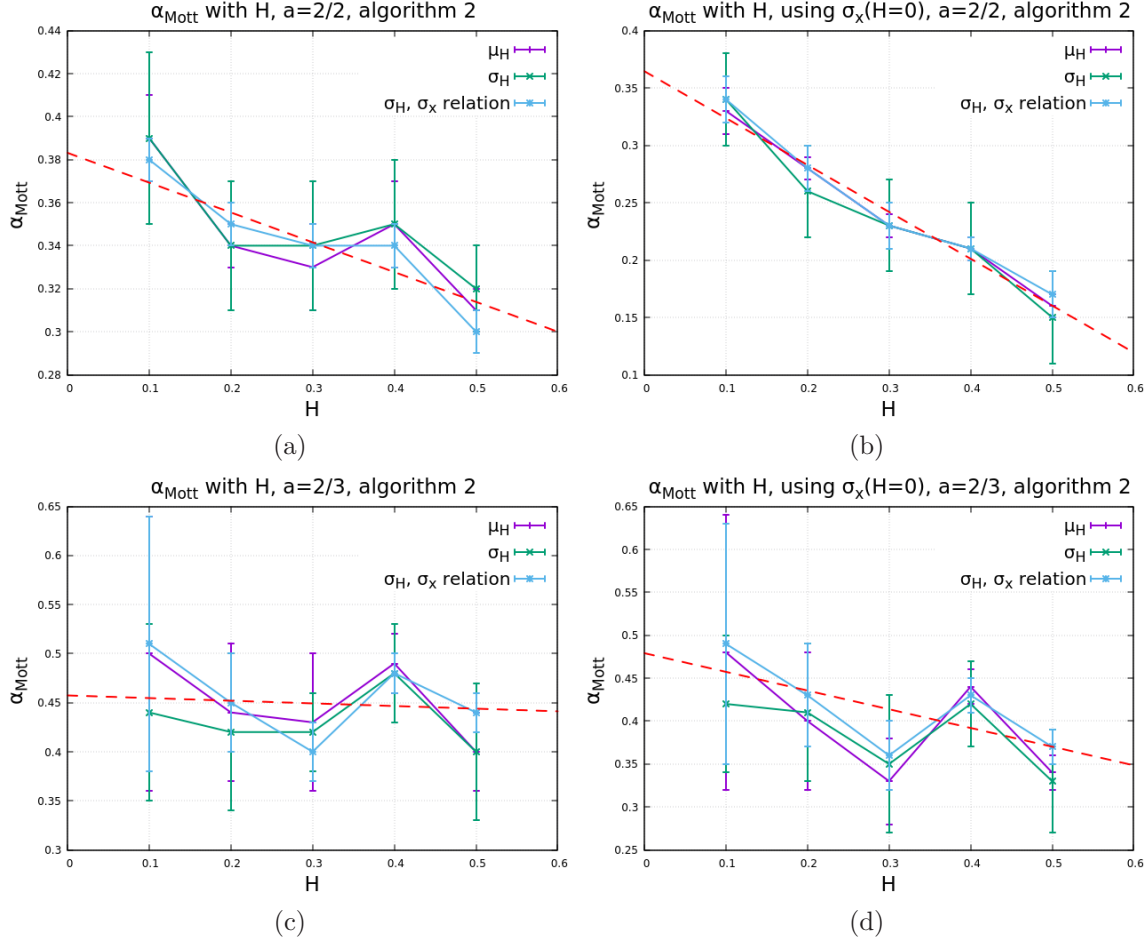 α_Mott with H, a=2/2, algorithm 2
0.44
0.42
0.4
0.38
0.36
0.34
0.32
0.3
0.28
α_Mott
μ_H
σ_H
σ_H, σ_x relation
0 0.1 0.2 0.3 0.4 0.5 0.6
H
(a)
α_Mott with H, using σ_x(H=0), a=2/2, algorithm 2
0.4
0.35
0.3
0.25
0.2
0.15
0.1
α_Mott
μ_H
σ_H
σ_H, σ_x relation
0 0.1 0.2 0.3 0.4 0.5 0.6
H
(b)
α_Mott with H, a=2/3, algorithm 2
0.65
0.6
0.55
0.5
0.45
0.4
0.35
0.3
α_Mott
μ_H
σ_H
σ_H, σ_x relation
0 0.1 0.2 0.3 0.4 0.5 0.6
H
(c)
α_Mott with H, using σ_x(H=0), a=2/3, algorithm 2
0.65
0.6
0.55
0.5
0.45
0.4
0.35
0.3
0.25
α_Mott
μ_H
σ_H
σ_H, σ_x relation
0 0.1 0.2 0.3 0.4 0.5 0.6
H
(d)